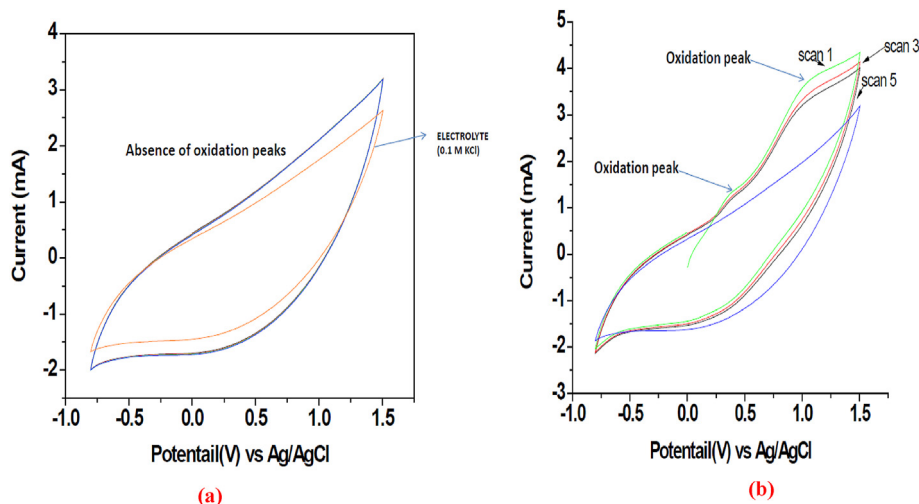 4
3
2
1
0
-1
-2
Current (mA)
Absence of oxidation peaks
ELECTROLYTE
(0.1 M KCl)
-1.0 -0.5 0.0 0.5 1.0 1.5
Potentail(V) vs Ag/AgCl
(a)
5
4
3
2
1
0
-1
-2
-3
Current (mA)
scan 1
scan 3
Oxidation peak
scan 5
Oxidation peak
-1.0 -0.5 0.0 0.5 1.0 1.5
Potentail(V) vs Ag/AgCl
(b)